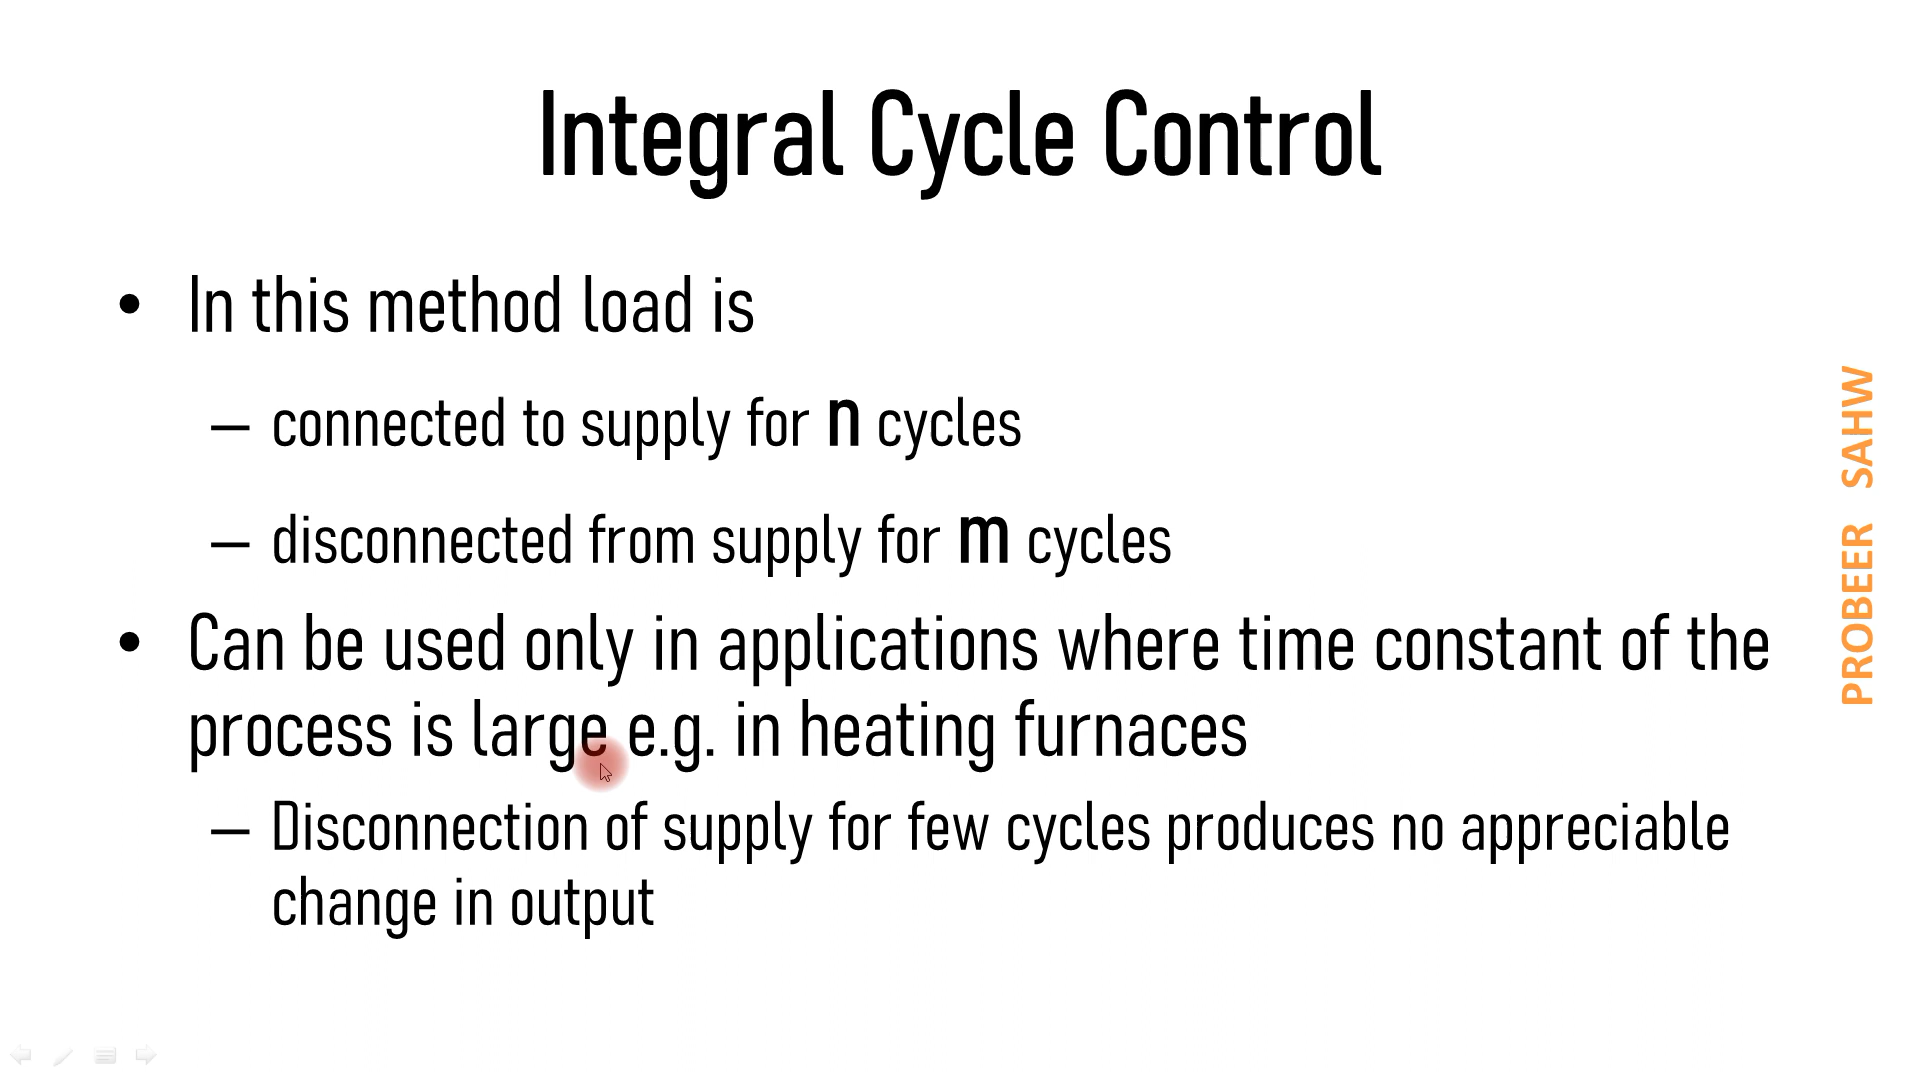 Integral Cycle Control
• In this method load is
– connected to supply for n cycles
– disconnected from supply for m cycles
• Can be used only in applications where time constant of the
process is large e.g. in heating furnaces
– Disconnection of supply for few cycles produces no appreciable
change in output
PROBEER SAHW